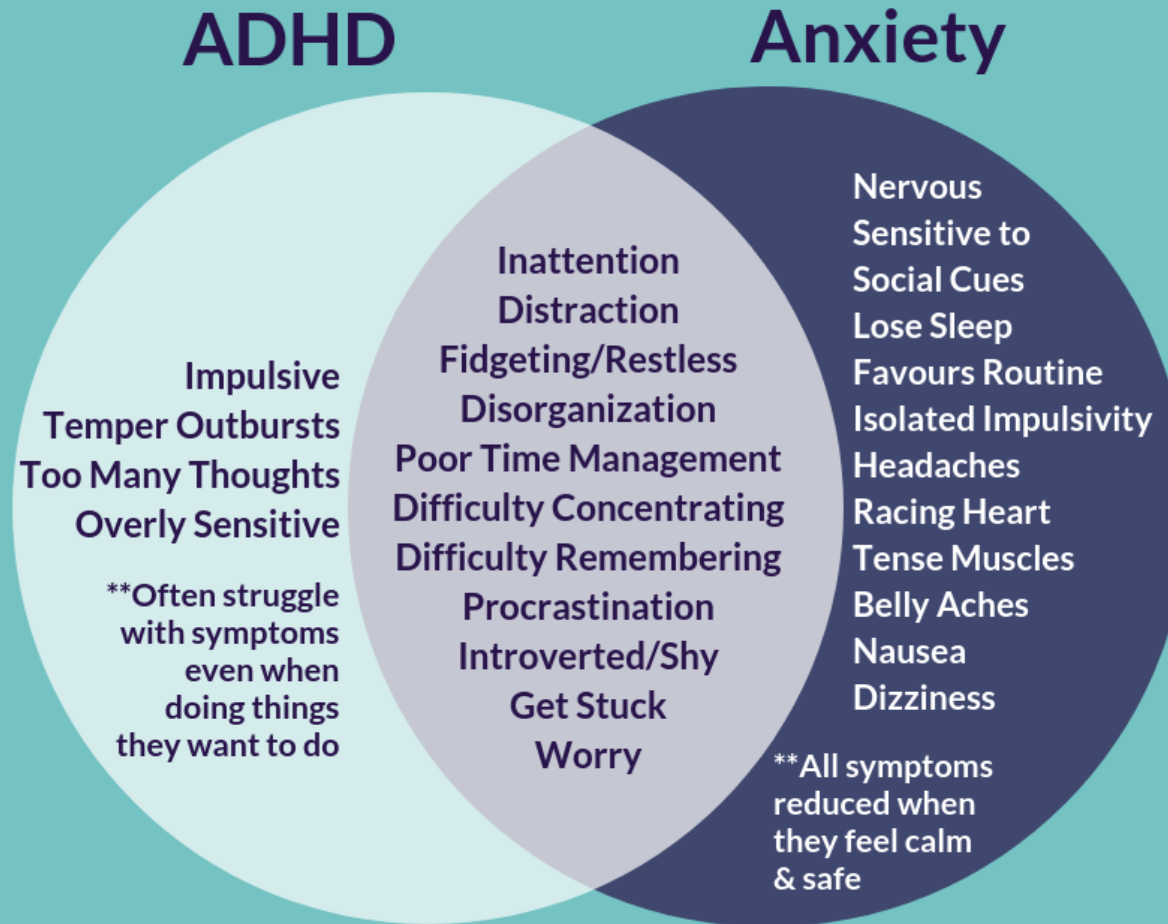 ADHD
Anxiety
Impulsive
Temper Outbursts
Too Many Thoughts
Overly Sensitive
**Often struggle
with symptoms
even when
doing things
they want to do
Inattention
Distraction
Fidgeting/Restless
Disorganization
Poor Time Management
Difficulty Concentrating
Difficulty Remembering
Procrastination
Introverted/Shy
Get Stuck
Worry
Nervous
Sensitive to
Social Cues
Lose Sleep
Favours Routine
Isolated Impulsivity
Headaches
Racing Heart
Tense Muscles
Belly Aches
Nausea
Dizziness
**All symptoms
reduced when
they feel calm
& safe